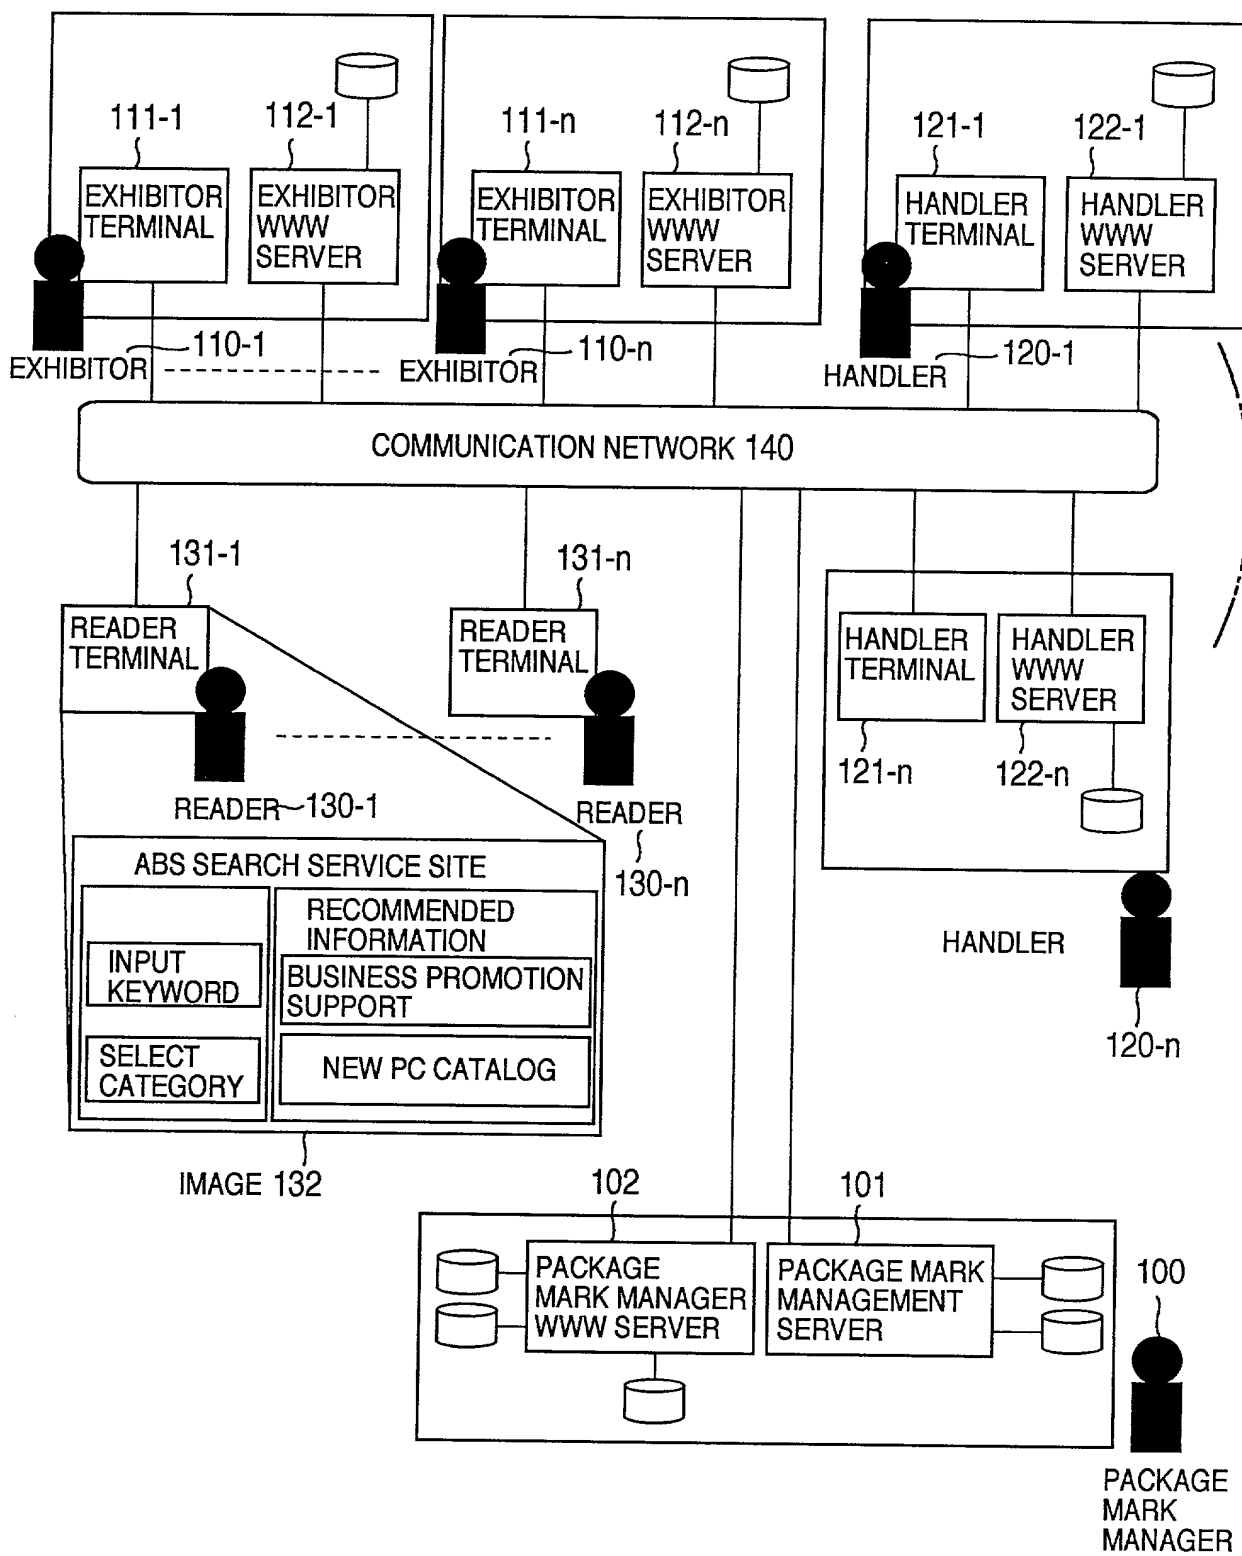 111-1
112-1
EXHIBITOR
TERMINAL
EXHIBITOR
WWW
SERVER
110-1
EXHIBITOR
111-n
112-n
EXHIBITOR
TERMINAL
EXHIBITOR
WWW
SERVER
110-n
EXHIBITOR
121-1
122-1
HANDLER
TERMINAL
HANDLER
WWW
SERVER
120-1
HANDLER
COMMUNICATION NETWORK 140
131-1
READER
TERMINAL
READER 130-1
131-n
READER
TERMINAL
READER
130-n
HANDLER
TERMINAL
HANDLER
WWW
SERVER
121-n
122-n
HANDLER
120-n
ABS SEARCH SERVICE SITE
INPUT
KEYWORD
SELECT
CATEGORY
RECOMMENDED
INFORMATION
BUSINESS PROMOTION
SUPPORT
NEW PC CATALOG
IMAGE 132
102
101
PACKAGE
MARK MANAGER
WWW SERVER
PACKAGE MARK
MANAGEMENT
SERVER
100
PACKAGE
MARK
MANAGER